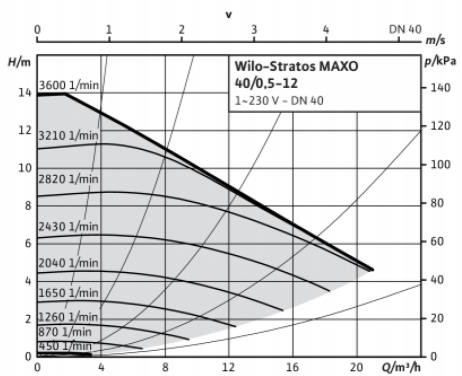 v
0 1 2 3 4 DN 40 m/s
H/m p/kPa
Wilo-Stratos MAXO
40/0,5-12
1~230 V - DN 40
3600 1/min
14 140
3210 1/min
12 120
2820 1/min
10 100
2430 1/min
8 80
2040 1/min
6 60
1650 1/min
4 40
1260 1/min
2 20
870 1/min
450 1/min
0 0
0 4 8 12 16 20 Q/m³/h